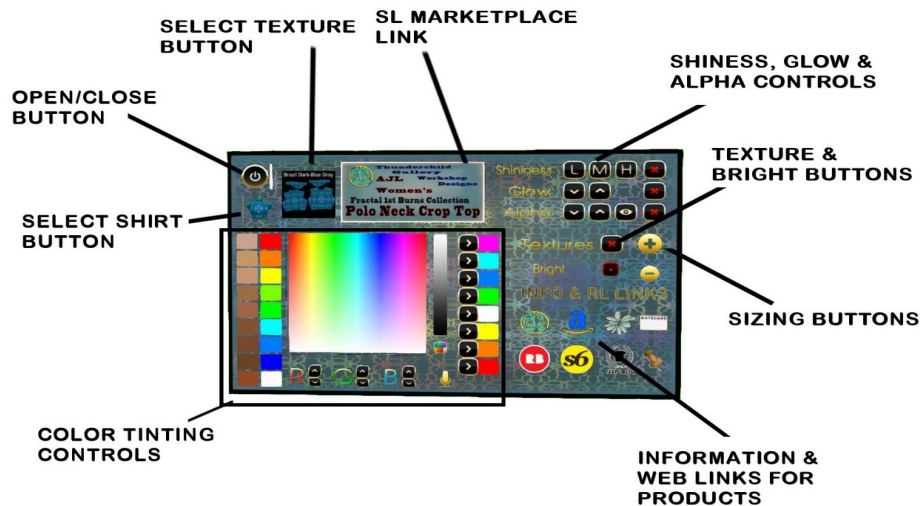 SL MARKETPLACE
LINK
SELECT TEXTURE
BUTTON
SHINESS, GLOW &
ALPHA CONTROLS
OPEN/CLOSE
BUTTON
TEXTURE &
BRIGHT BUTTONS
SELECT SHIRT
BUTTON
Brazil Dark-Blue Gray
Thunderchild
Gallery
AJL Workshop
Designs
Women's
Fractal 1st Burns Collection
Polo Neck Crop Top
Shininess: L M H
Glow:
Alpha:
Textures
Bright
INFO & RL LINKS
NOTECARD
a
RB
s6
R G B
SIZING BUTTONS
COLOR TINTING
CONTROLS
INFORMATION &
WEB LINKS FOR
PRODUCTS